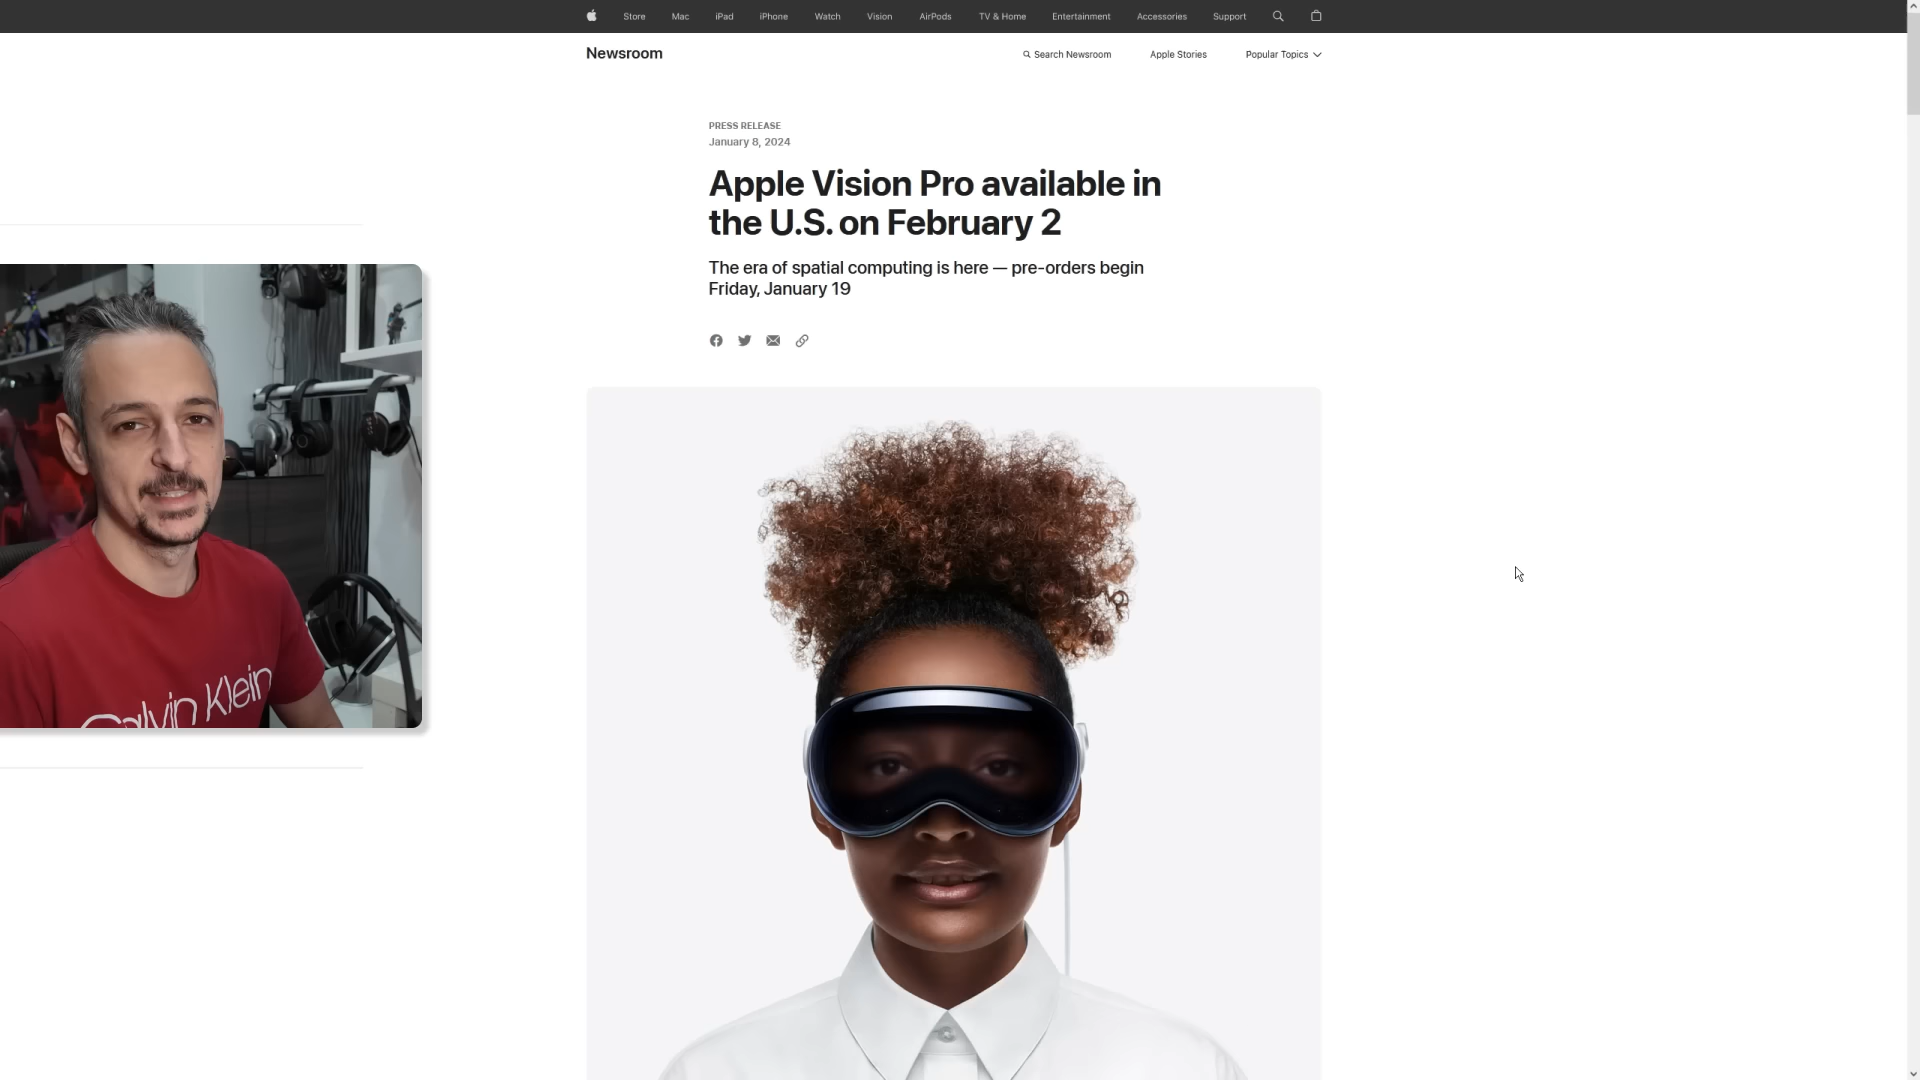 Store Mac iPad iPhone Watch Vision AirPods TV & Home Entertainment Accessories Support
Newsroom
Search Newsroom Apple Stories Popular Topics
PRESS RELEASE
January 8, 2024
Apple Vision Pro available in
the U.S. on February 2
The era of spatial computing is here — pre-orders begin
Friday, January 19
Calvin Klein